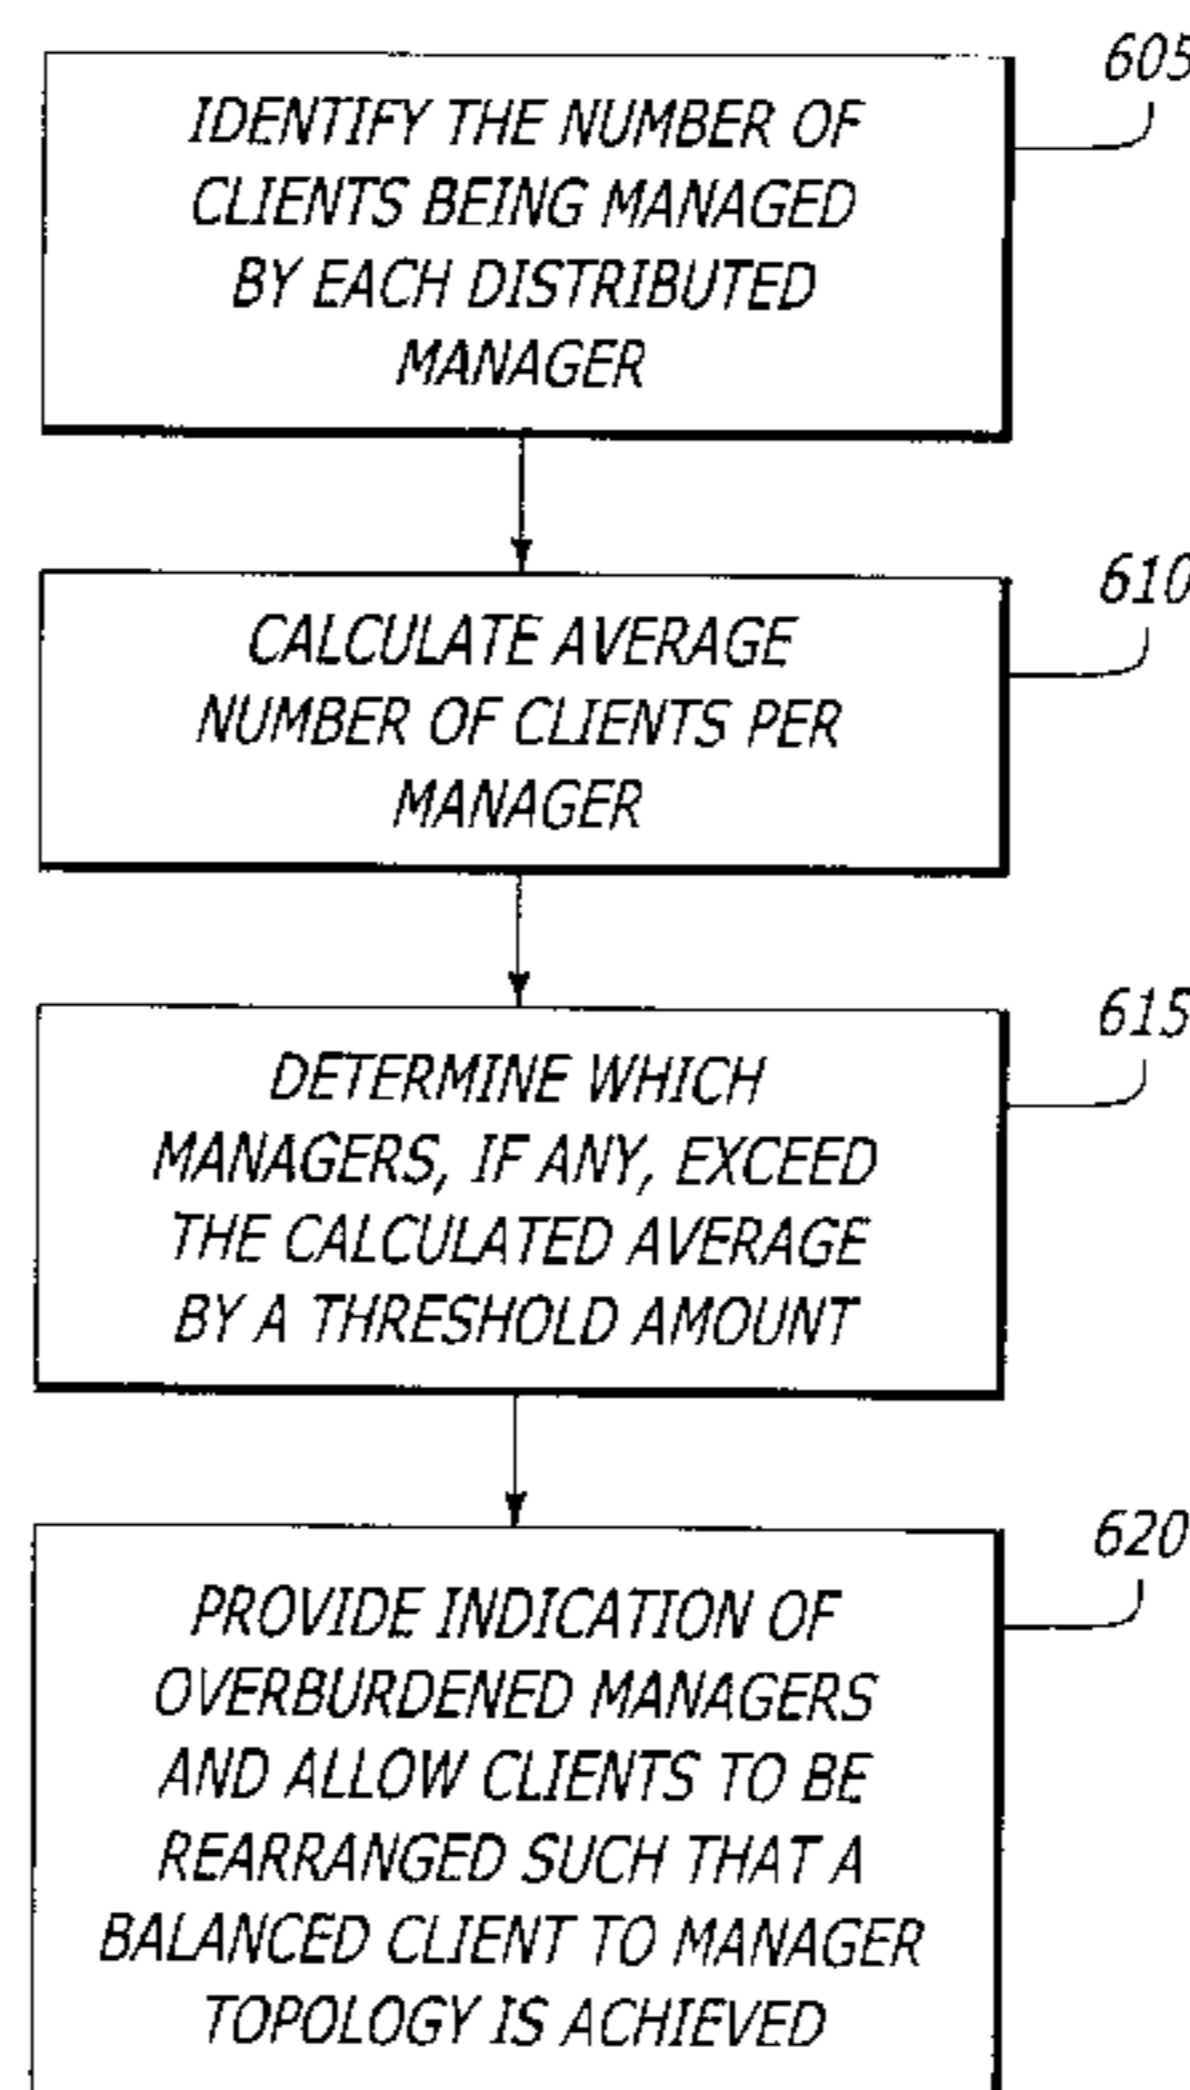 605
IDENTIFY THE NUMBER OF
CLIENTS BEING MANAGED
BY EACH DISTRIBUTED
MANAGER
610
CALCULATE AVERAGE
NUMBER OF CLIENTS PER
MANAGER
615
DETERMINE WHICH
MANAGERS, IF ANY, EXCEED
THE CALCULATED AVERAGE
BY A THRESHOLD AMOUNT
620
PROVIDE INDICATION OF
OVERBURDENED MANAGERS
AND ALLOW CLIENTS TO BE
REARRANGED SUCH THAT A
BALANCED CLIENT TO MANAGER
TOPOLOGY IS ACHIEVED